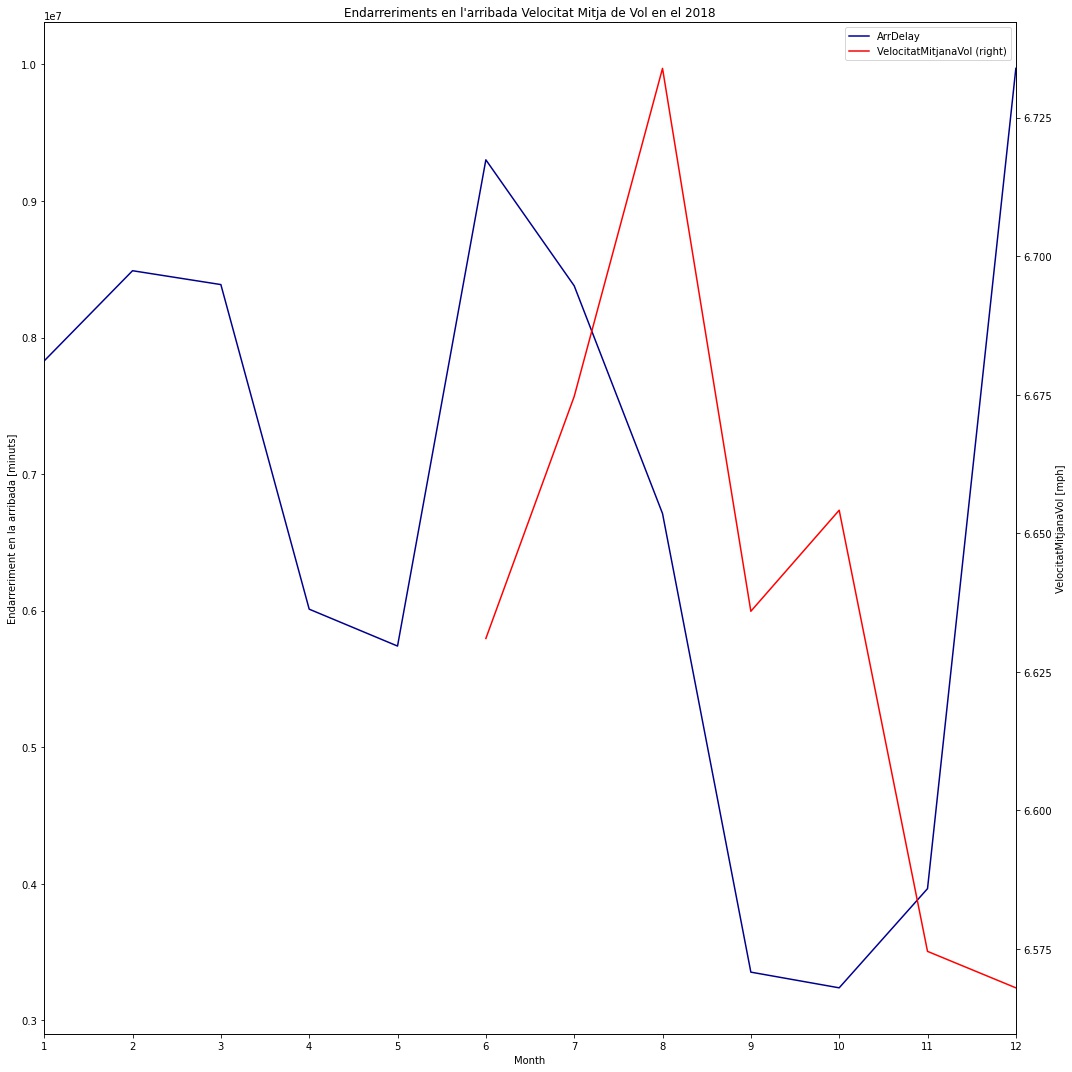 Endarreriments en l'arribada Velocitat Mitja de Vol en el 2018
1e7
ArrDelay
VelocitatMitjanaVol (right)
1.0
0.9
0.8
0.7
0.6
0.5
0.4
0.3
Endarreriment en la arribada [minuts]
6.725
6.700
6.675
6.650
6.625
6.600
6.575
VelocitatMitjanaVol [mph]
1 2 3 4 5 6 7 8 9 10 11 12
Month